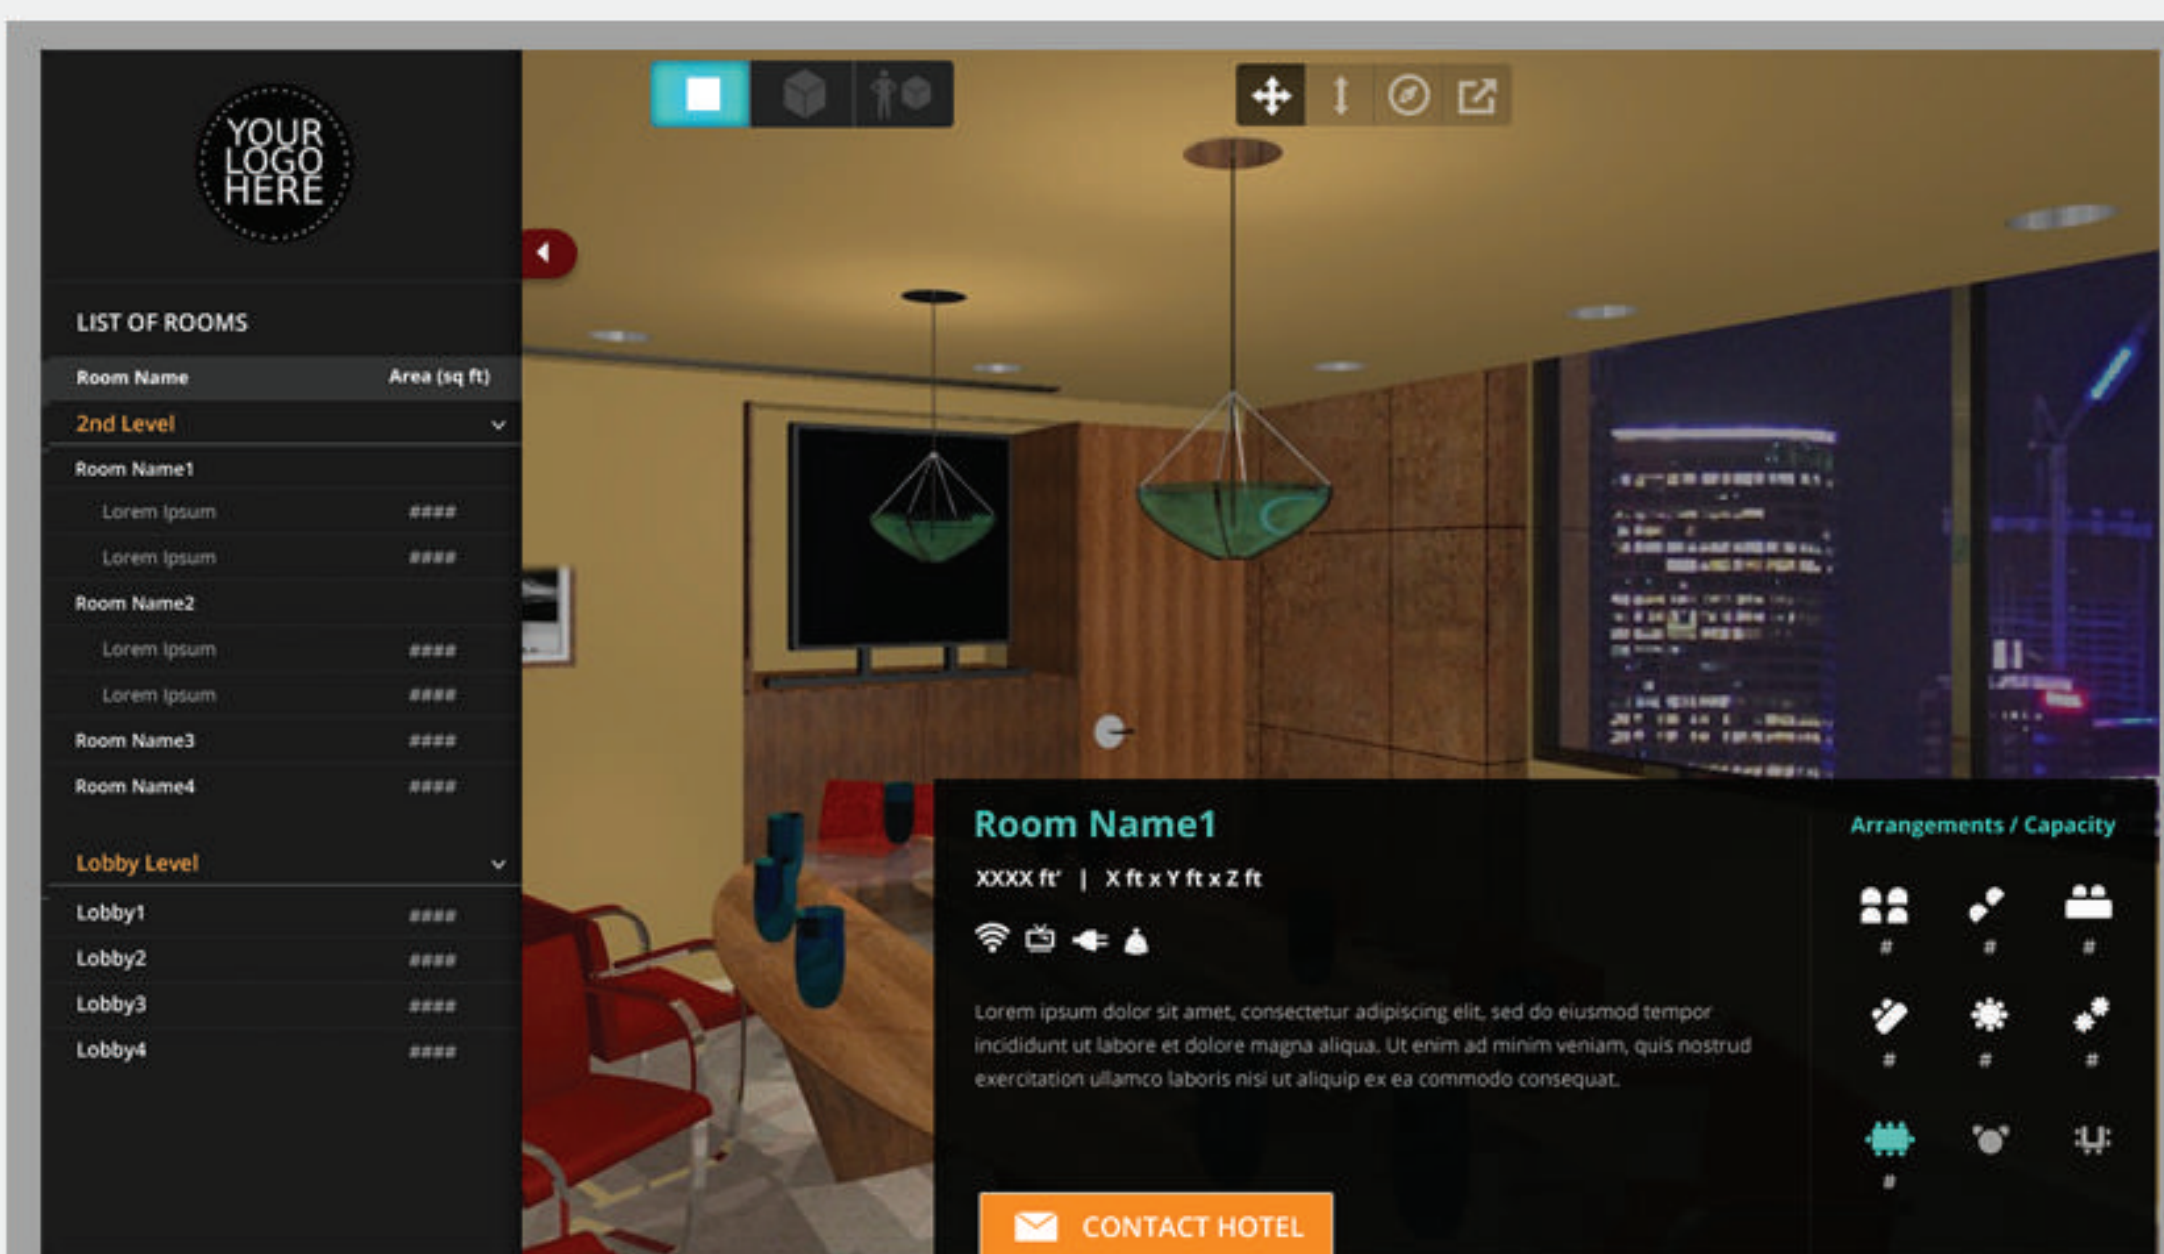 YOUR
LOGO
HERE
LIST OF ROOMS
Room Name Area (sq ft)
2nd Level
Room Name1
Lorem Ipsum ####
Lorem Ipsum ####
Room Name2
Lorem Ipsum ####
Lorem Ipsum ####
Room Name3 ####
Room Name4 ####
Lobby Level
Lobby1 ####
Lobby2 ####
Lobby3 ####
Lobby4 ####
Room Name1
XXXX ft' | X ft x Y ft x Z ft
Lorem ipsum dolor sit amet, consectetur adipiscing elit, sed do eiusmod tempor
incididunt ut labore et dolore magna aliqua. Ut enim ad minim veniam, quis nostrud
exercitation ullamco laboris nisi ut aliquip ex ea commodo consequat.
CONTACT HOTEL
Arrangements / Capacity
# # #
# # #
#